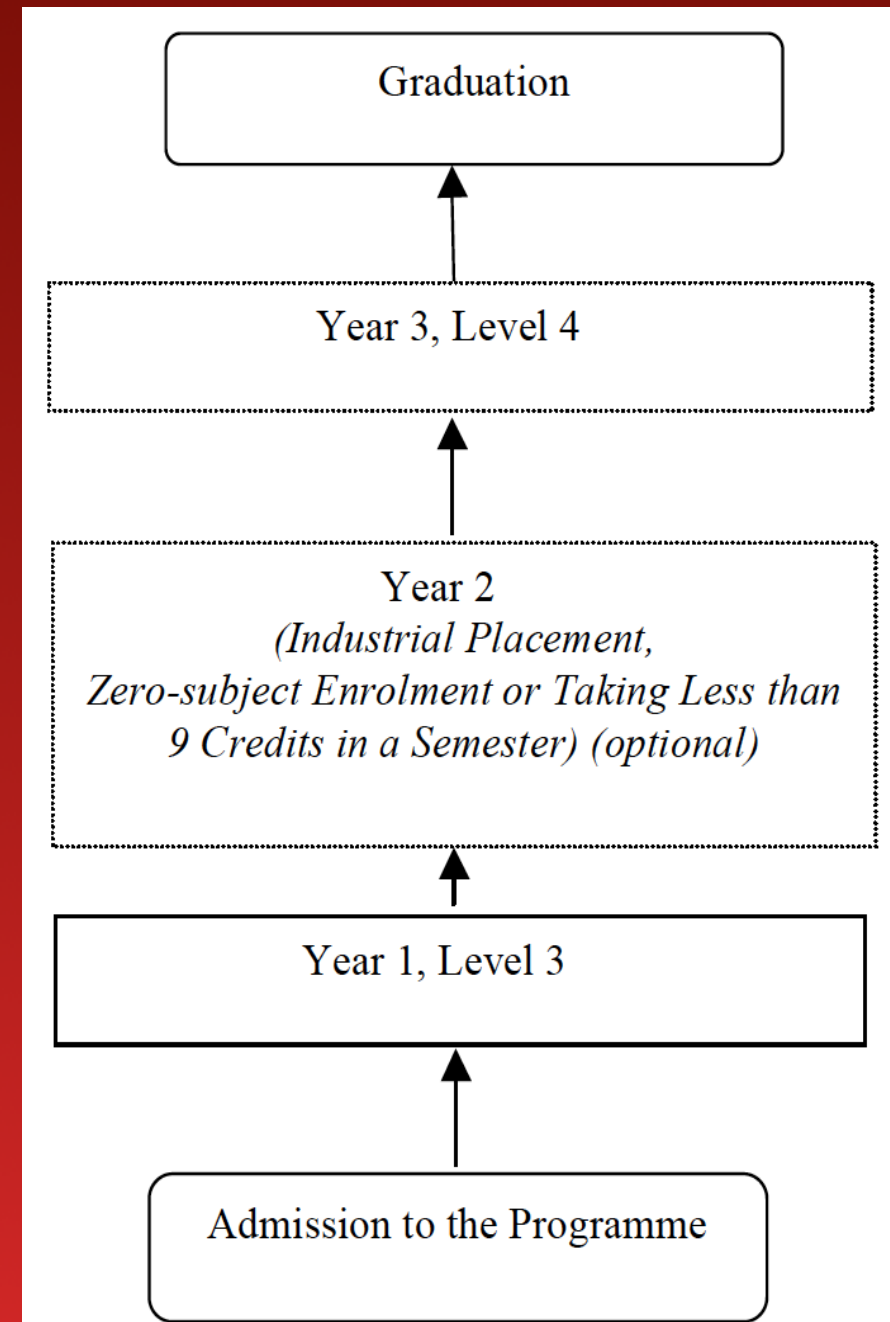 Graduation
Year 3, Level 4
Year 2
(Industrial Placement,
Zero-subject Enrolment or Taking Less than
9 Credits in a Semester) (optional)
Year 1, Level 3
Admission to the Programme